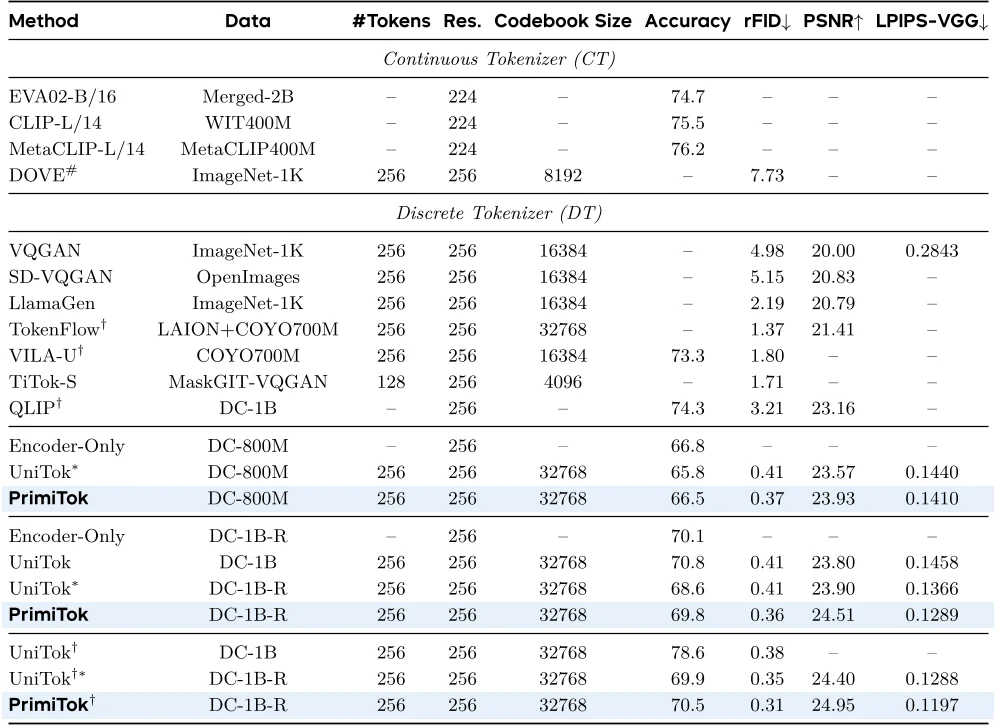 Method Data #Tokens Res. Codebook Size Accuracy rFID↓ PSNR↑ LPIPS-VGG↓
Continuous Tokenizer (CT)
EVA02-B/16 Merged-2B – 224 – 74.7 – – –
CLIP-L/14 WIT400M – 224 – 75.5 – – –
MetaCLIP-L/14 MetaCLIP400M – 224 – 76.2 – – –
DOVE# ImageNet-1K 256 256 8192 – 7.73 – –
Discrete Tokenizer (DT)
VQGAN ImageNet-1K 256 256 16384 – 4.98 20.00 0.2843
SD-VQGAN OpenImages 256 256 16384 – 5.15 20.83 –
LlamaGen ImageNet-1K 256 256 16384 – 2.19 20.79 –
TokenFlow† LAION+COYO700M 256 256 32768 – 1.37 21.41 –
VILA-U† COYO700M 256 256 16384 73.3 1.80 – –
TiTok-S MaskGIT-VQGAN 128 256 4096 – 1.71 – –
QLIP† DC-1B – 256 – 74.3 3.21 23.16 –
Encoder-Only DC-800M – 256 – 66.8 – – –
UniTok* DC-800M 256 256 32768 65.8 0.41 23.57 0.1440
PrimiTok DC-800M 256 256 32768 66.5 0.37 23.93 0.1410
Encoder-Only DC-1B-R – 256 – 70.1 – – –
UniTok DC-1B 256 256 32768 70.8 0.41 23.80 0.1458
UniTok* DC-1B-R 256 256 32768 68.6 0.41 23.90 0.1366
PrimiTok DC-1B-R 256 256 32768 69.8 0.36 24.51 0.1289
UniTok† DC-1B 256 256 32768 78.6 0.38 – –
UniTok†* DC-1B-R 256 256 32768 69.9 0.35 24.40 0.1288
PrimiTok† DC-1B-R 256 256 32768 70.5 0.31 24.95 0.1197